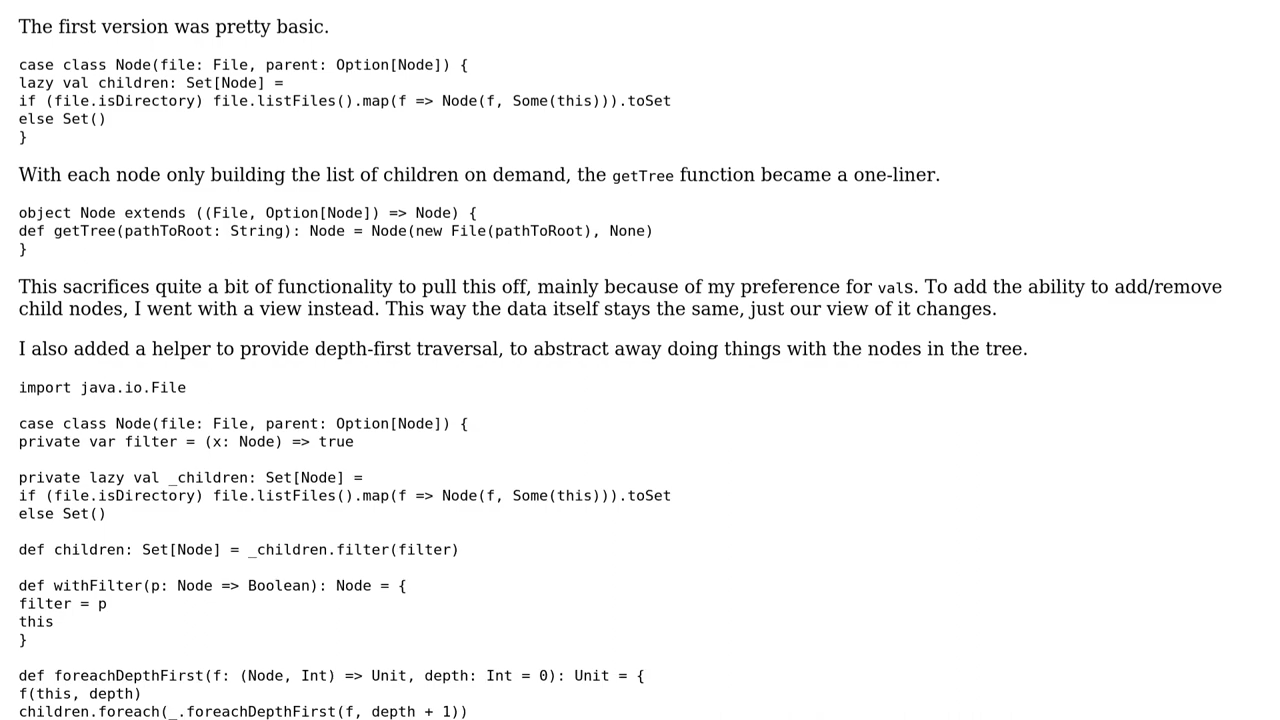 The first version was pretty basic.
case class Node(file: File, parent: Option[Node]) {
lazy val children: Set[Node] =
if (file.isDirectory) file.listFiles().map(f => Node(f, Some(this))).toSet
else Set()
}
With each node only building the list of children on demand, the getTree function became a one-liner.
object Node extends ((File, Option[Node]) => Node) {
def getTree(pathToRoot: String): Node = Node(new File(pathToRoot), None)
}
This sacrifices quite a bit of functionality to pull this off, mainly because of my preference for vals. To add the ability to add/remove
child nodes, I went with a view instead. This way the data itself stays the same, just our view of it changes.
I also added a helper to provide depth-first traversal, to abstract away doing things with the nodes in the tree.
import java.io.File
case class Node(file: File, parent: Option[Node]) {
private var filter = (x: Node) => true
private lazy val _children: Set[Node] =
if (file.isDirectory) file.listFiles().map(f => Node(f, Some(this))).toSet
else Set()
def children: Set[Node] = _children.filter(filter)
def withFilter(p: Node => Boolean): Node = {
filter = p
this
}
def foreachDepthFirst(f: (Node, Int) => Unit, depth: Int = 0): Unit = {
f(this, depth)
children.foreach(_.foreachDepthFirst(f, depth + 1))